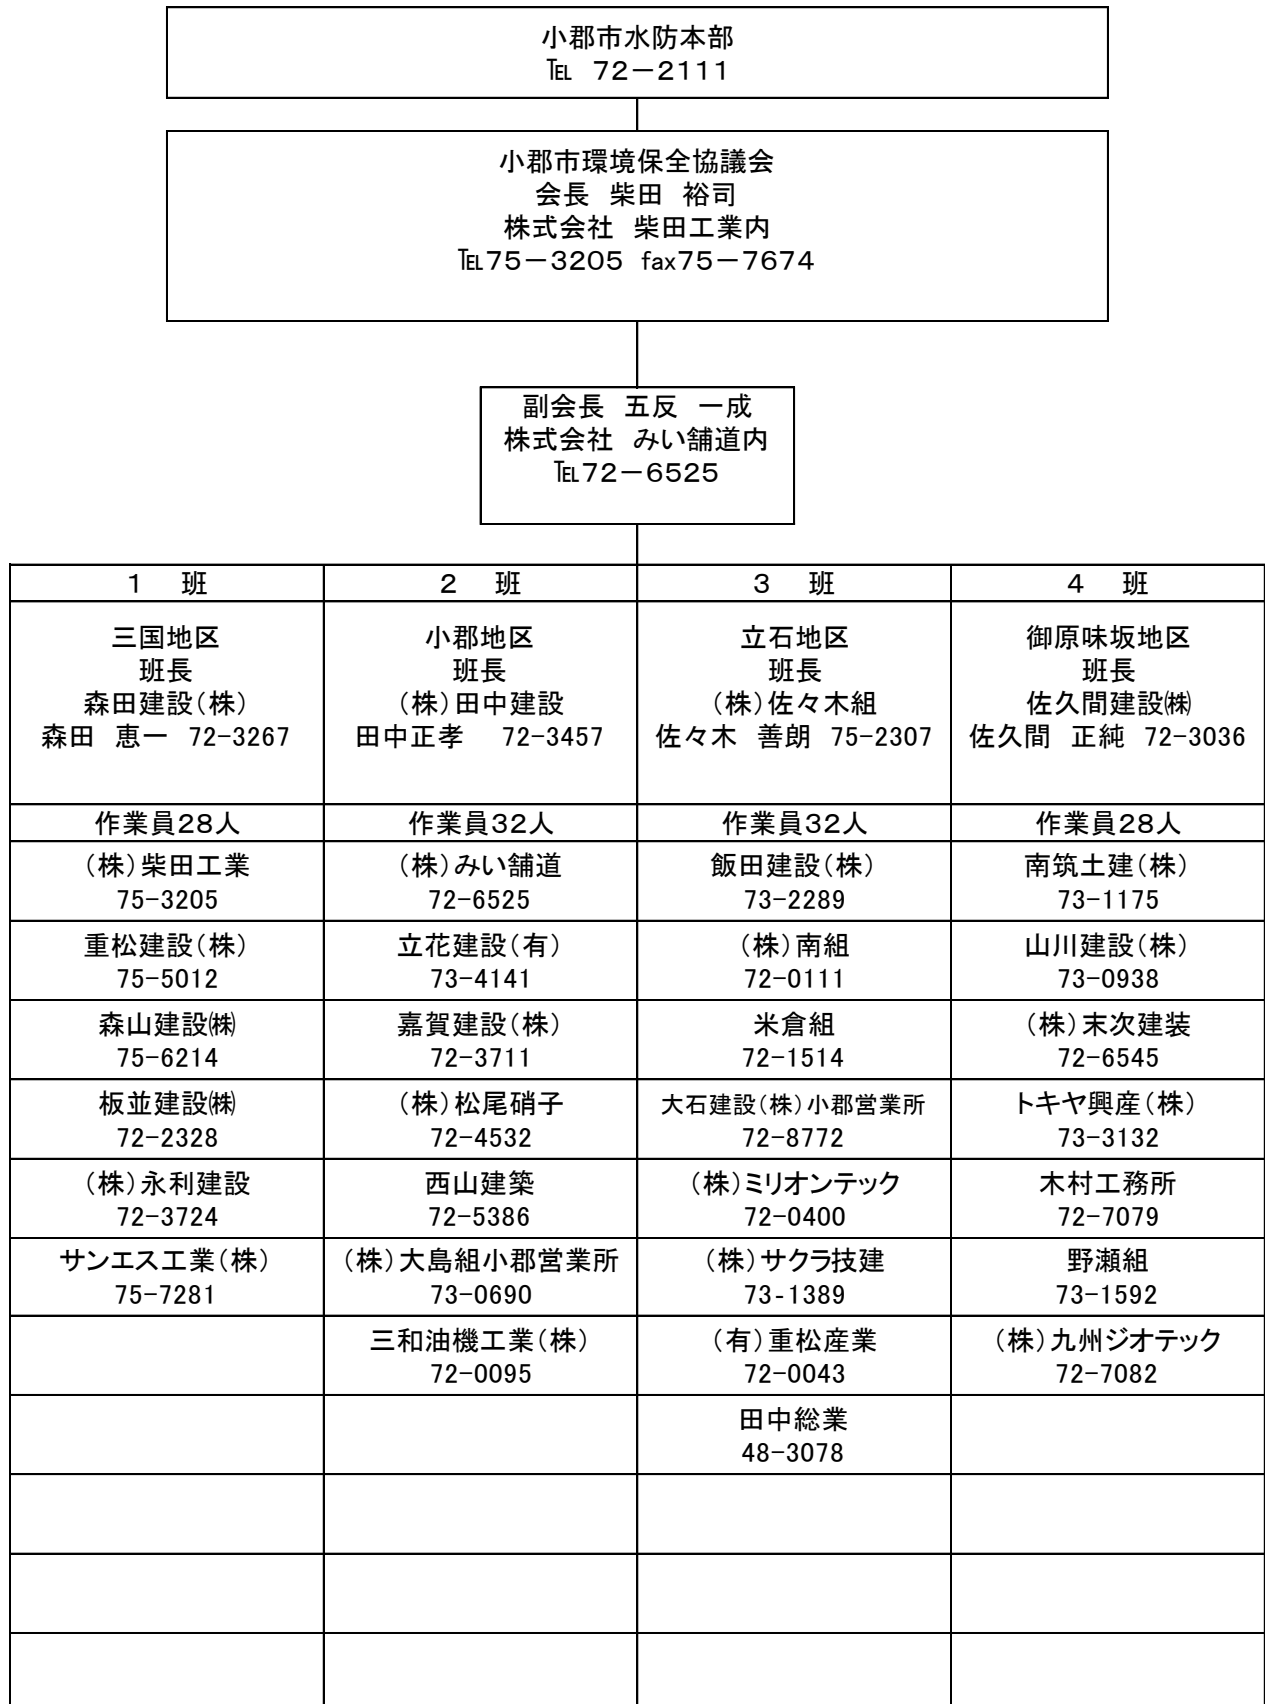 小郡市水防本部
℡ 72－2111
小郡市環境保全協議会
会長 柴田 裕司
株式会社 柴田工業内
℡75－3205 fax75－7674
副会長 五反 一成
株式会社 みい舗道内
℡72－6525
1 班 2 班 3 班 4 班
三国地区 小郡地区 立石地区 御原味坂地区
班長 班長 班長 班長
森田建設(株) (株)田中建設 (株)佐々木組 佐久間建設㈱
森田 恵一 72-3267 田中正孝 72-3457 佐々木 善朗 75-2307 佐久間 正純 72-3036
作業員28人 作業員32人 作業員32人 作業員28人
(株)柴田工業 (株)みい舗道 飯田建設(株) 南筑土建(株)
75-3205 72-6525 73-2289 73-1175
重松建設(株) 立花建設(有) (株)南組 山川建設(株)
75-5012 73-4141 72-0111 73-0938
森山建設㈱ 嘉賀建設(株) 米倉組 (株)末次建装
75-6214 72-3711 72-1514 72-6545
板並建設㈱ (株)松尾硝子 大石建設(株)小郡営業所 トキヤ興産(株)
72-2328 72-4532 72-8772 73-3132
(株)永利建設 西山建築 (株)ミリオンテック 木村工務所
72-3724 72-5386 72-0400 72-7079
サンエス工業(株) (株)大島組小郡営業所 (株)サクラ技建 野瀬組
75-7281 73-0690 73-1389 73-1592
三和油機工業(株) (有)重松産業 (株)九州ジオテック
72-0095 72-0043 72-7082
田中総業
48-3078